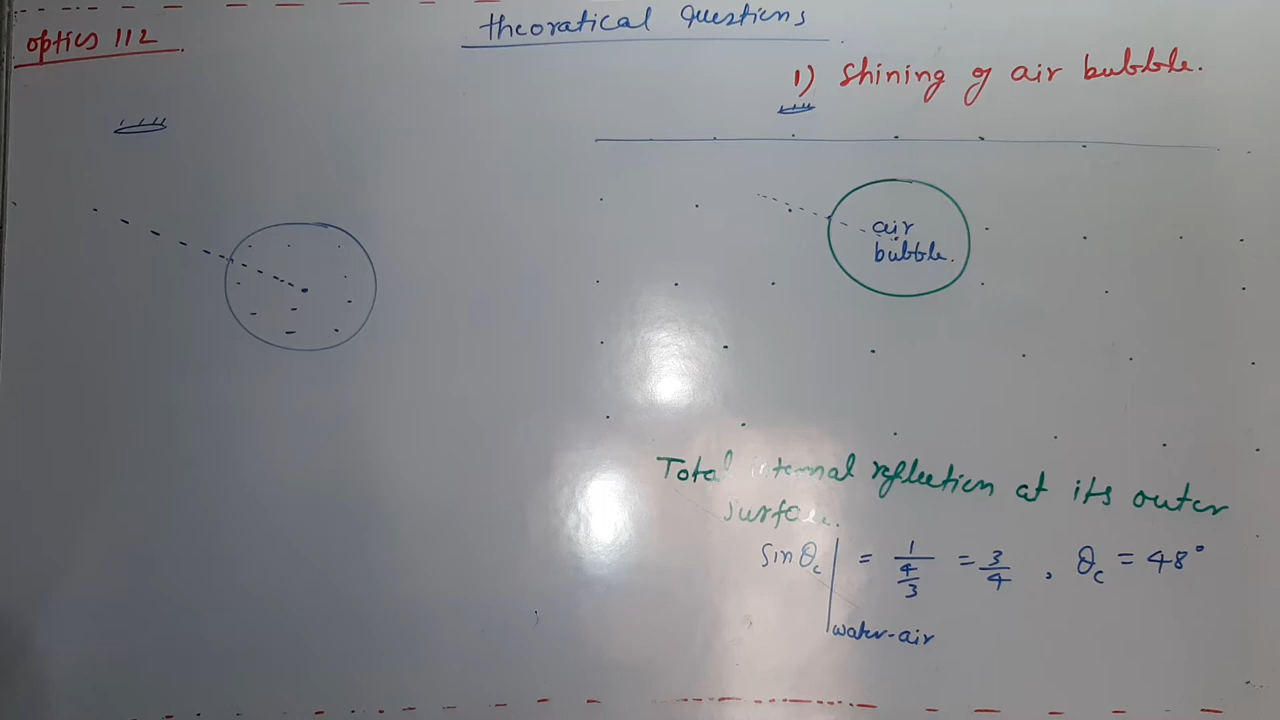 optics 112
theoratical questions
1) Shining of air bubble.
air
bubble.
Total internal reflection at its outer
surface.
sin θc | water-air = 1/(4/3) = 3/4 , θc = 48°